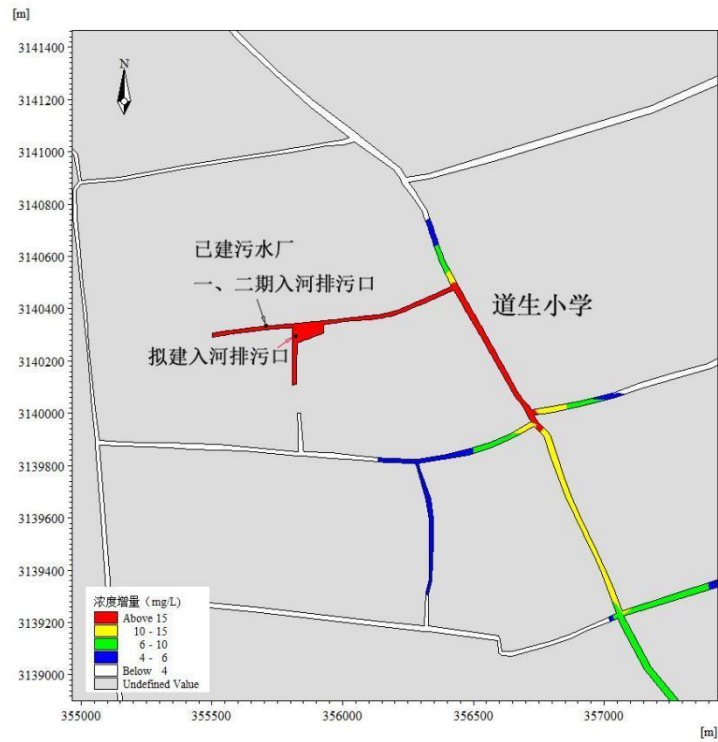 [m]
3141400
3141200
3141000
3140800
3140600
3140400
3140200
3140000
3139800
3139600
3139400
3139200
3139000
N
已建污水厂
一、二期入河排污口
道生小学
拟建入河排污口
浓度增量（mg/L）
Above 15
10 - 15
6 - 10
4 - 6
Below 4
Undefined Value
355000
355500
356000
356500
357000
[m]